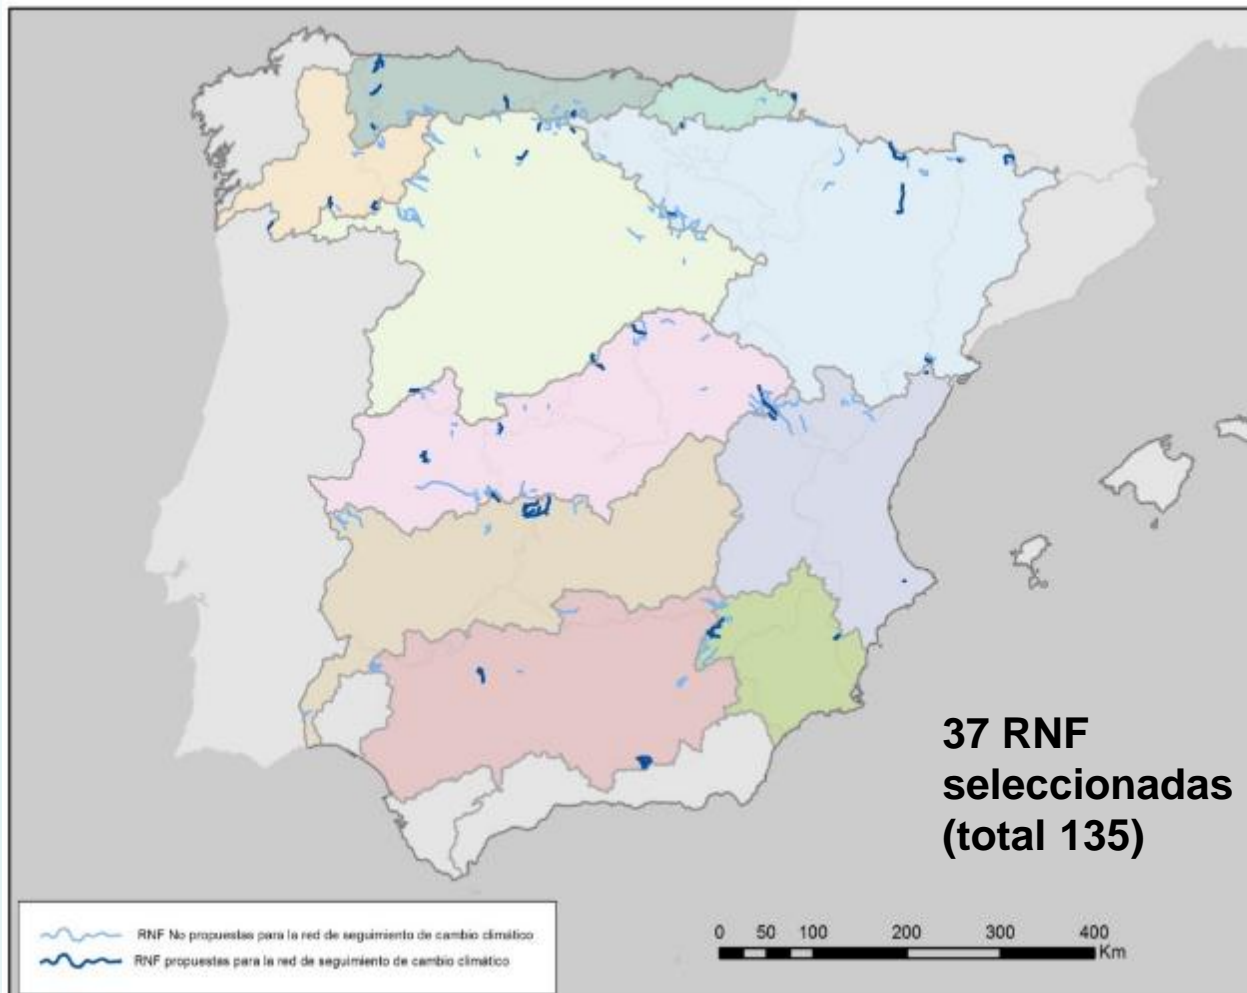 37 RNF
seleccionadas
(total 135)
RNF No propuestas para la red de seguimiento de cambio climático
RNF propuestas para la red de seguimiento de cambio climático
0 50 100 200 300 400
Km